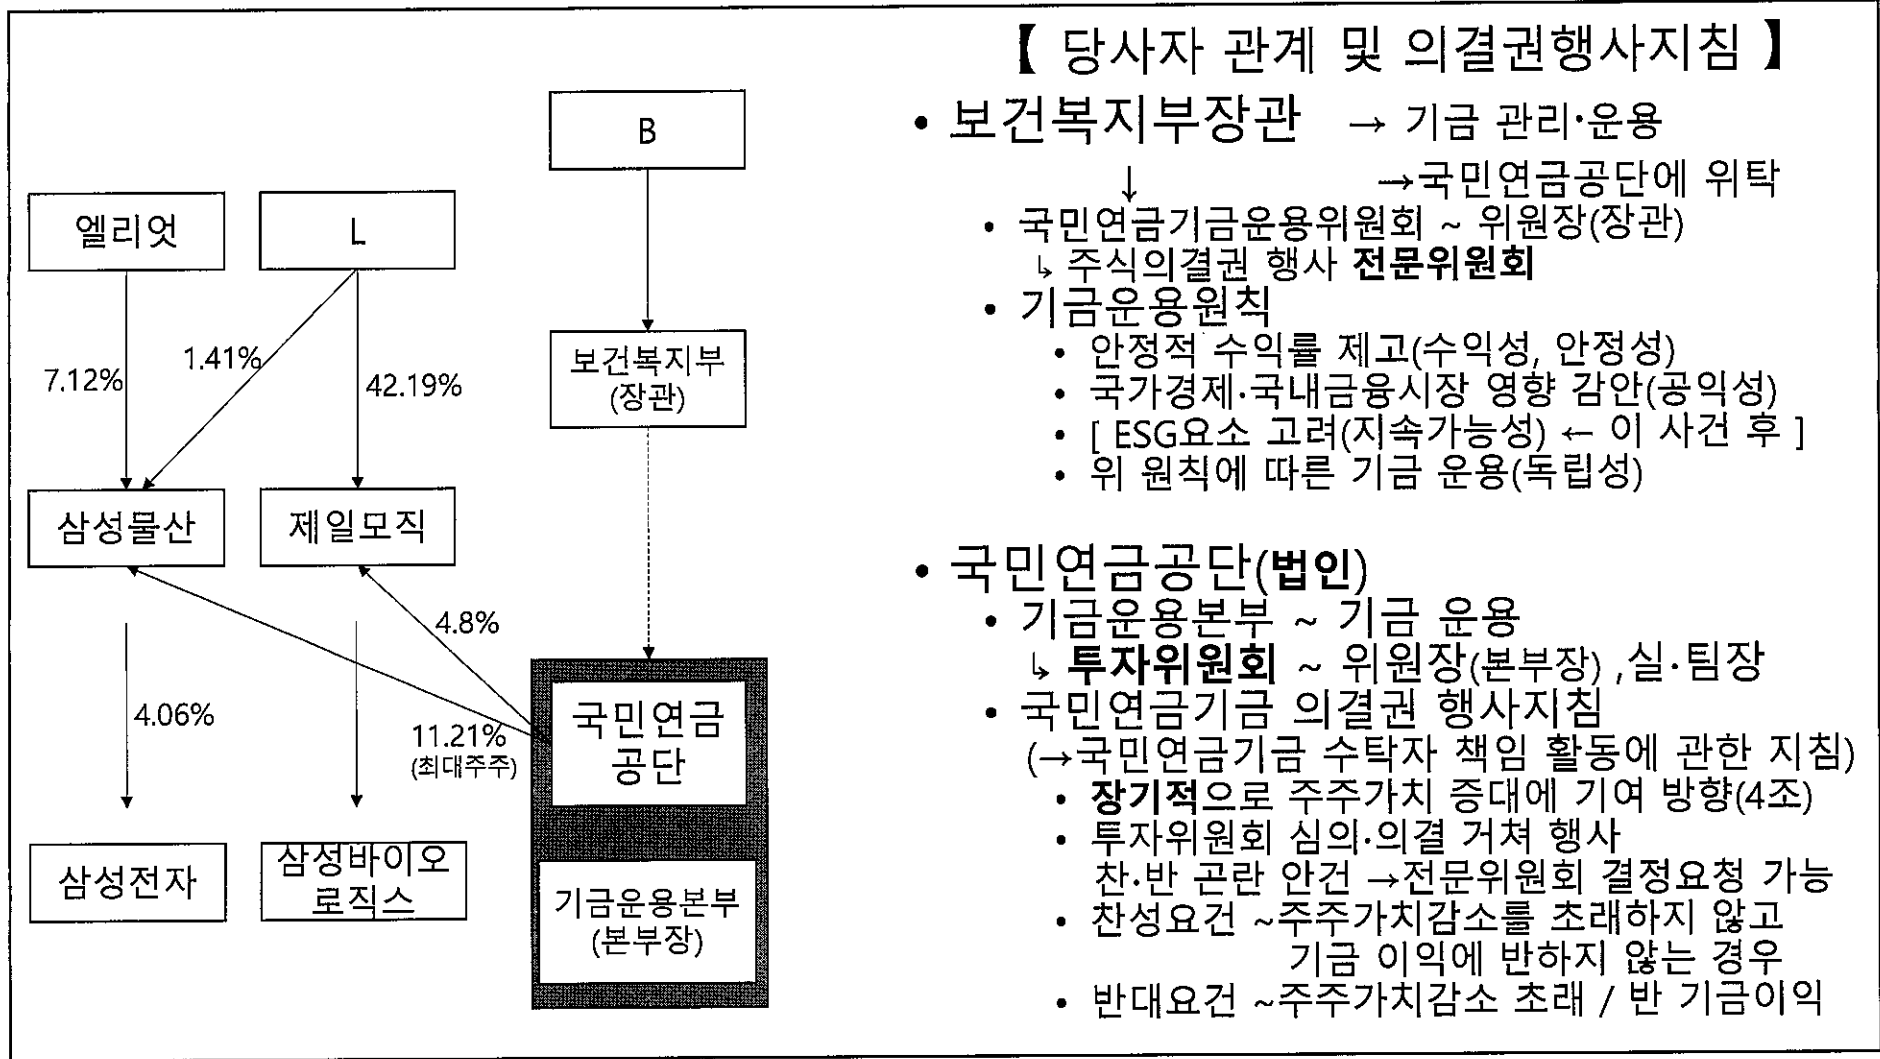 【 당사자 관계 및 의결권행사지침 】
B
엘리엇
L
7.12%
1.41%
42.19%
보건복지부
(장관)
삼성물산
제일모직
4.8%
4.06%
11.21%
(최대주주)
국민연금
공단
삼성전자
삼성바이오
로직스
기금운용본부
(본부장)
• 보건복지부장관 → 기금 관리·운용
↓ →국민연금공단에 위탁
• 국민연금기금운용위원회 ~ 위원장(장관)
↳ 주식의결권 행사 전문위원회
• 기금운용원칙
• 안정적 수익률 제고(수익성, 안정성)
• 국가경제·국내금융시장 영향 감안(공익성)
• [ ESG요소 고려(지속가능성) ← 이 사건 후 ]
• 위 원칙에 따른 기금 운용(독립성)
• 국민연금공단(법인)
• 기금운용본부 ~ 기금 운용
↳ 투자위원회 ~ 위원장(본부장) ,실·팀장
• 국민연금기금 의결권 행사지침
(→국민연금기금 수탁자 책임 활동에 관한 지침)
• 장기적으로 주주가치 증대에 기여 방향(4조)
• 투자위원회 심의·의결 거쳐 행사
찬·반 곤란 안건 →전문위원회 결정요청 가능
• 찬성요건 ~주주가치감소를 초래하지 않고
기금 이익에 반하지 않는 경우
• 반대요건 ~주주가치감소 초래 / 반 기금이익